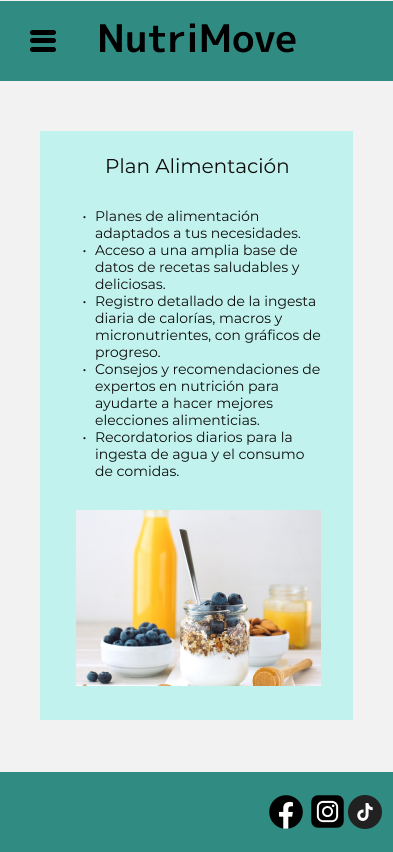 NutriMove
Plan Alimentación
• Planes de alimentación
adaptados a tus necesidades.
• Acceso a una amplia base de
datos de recetas saludables y
deliciosas.
• Registro detallado de la ingesta
diaria de calorías, macros y
micronutrientes, con gráficos de
progreso.
• Consejos y recomendaciones de
expertos en nutrición para
ayudarte a hacer mejores
elecciones alimenticias.
• Recordatorios diarios para la
ingesta de agua y el consumo
de comidas.